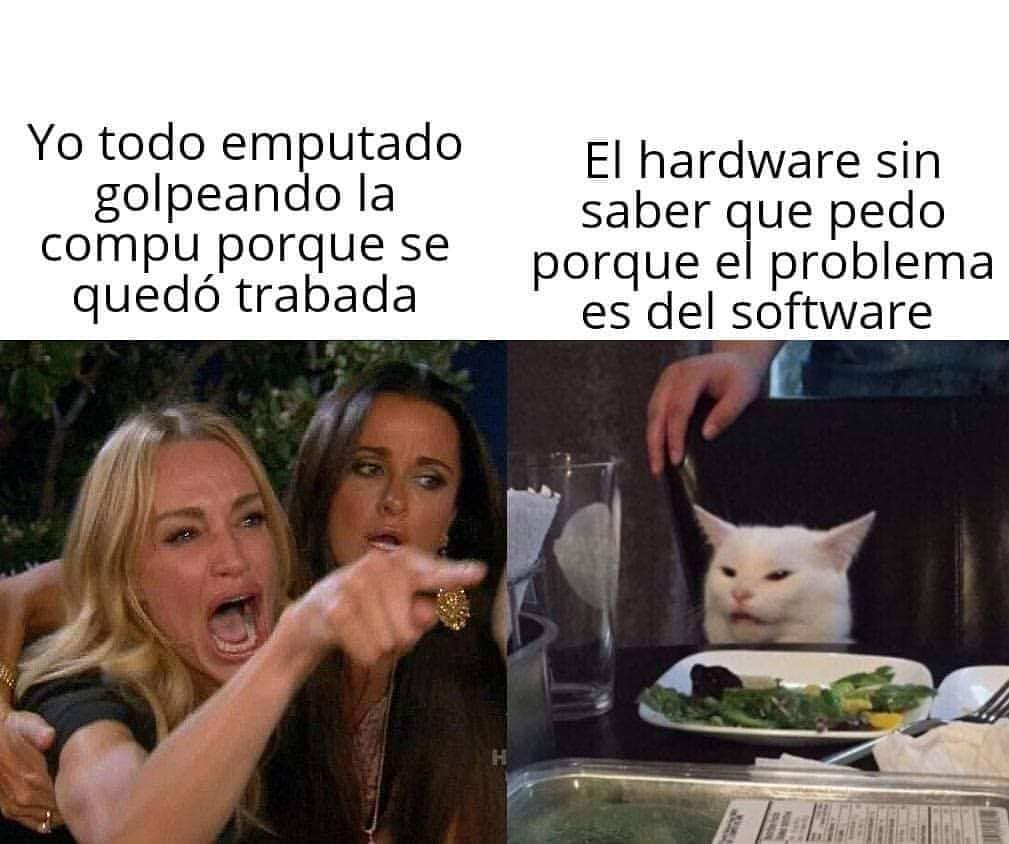 Yo todo emputado
golpeando la
compu porque se
quedó trabada
El hardware sin
saber que pedo
porque el problema
es del software
H